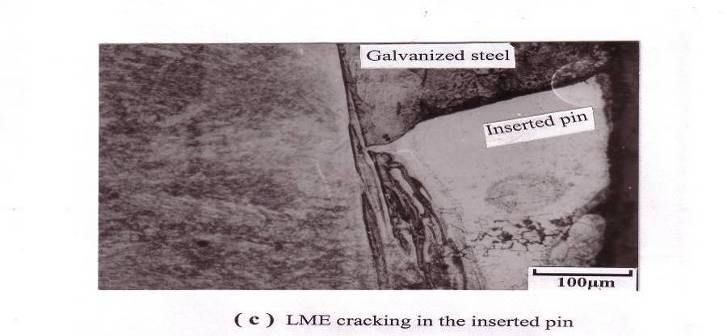 Galvanized steel
Inserted pin
100μm
( c ) LME cracking in the inserted pin